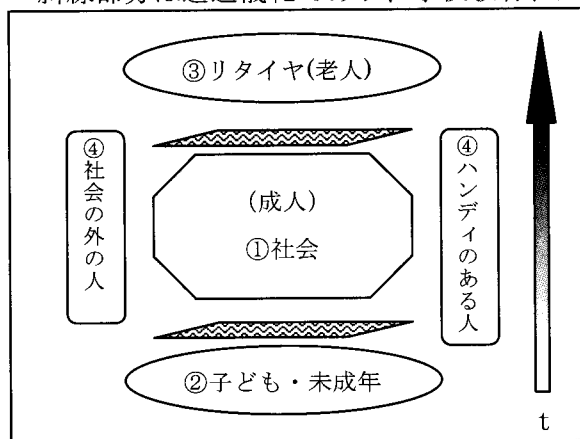 ③リタイヤ(老人)
④社会の外の人
(成人)
①社会
④ハンディのある人
②子ども・未成年
t